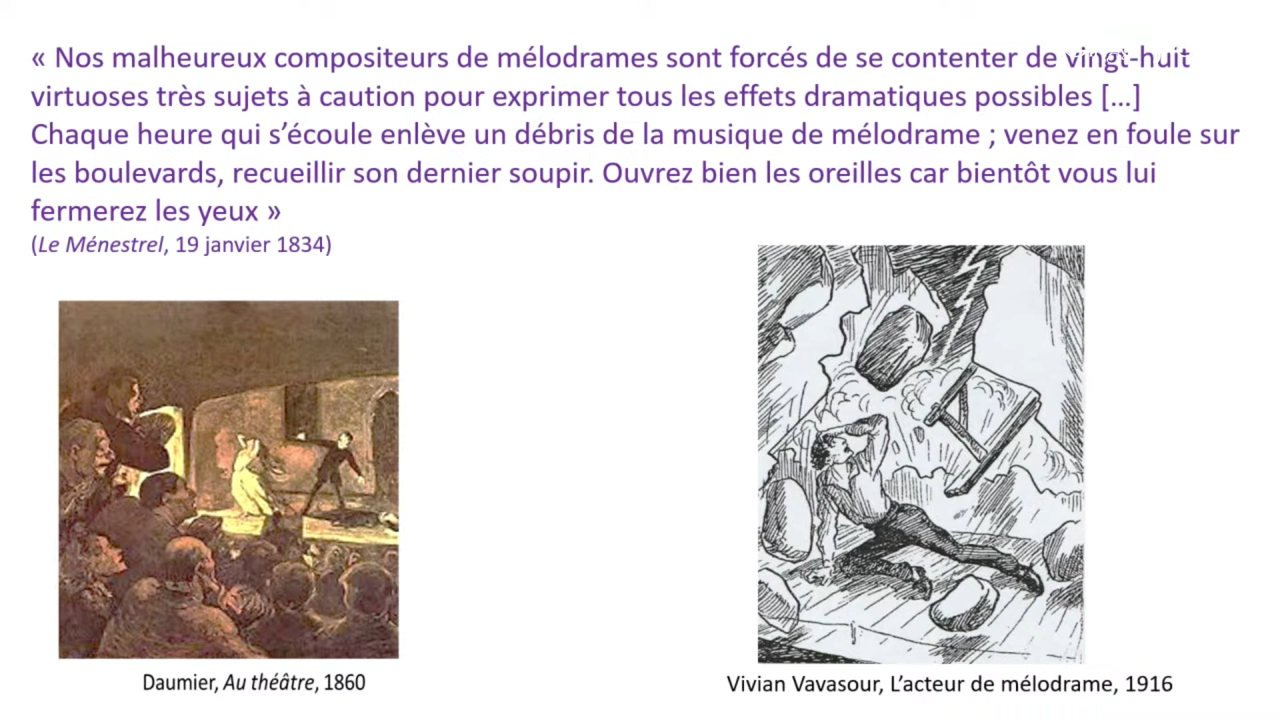 « Nos malheureux compositeurs de mélodrames sont forcés de se contenter de vingt-huit
virtuoses très sujets à caution pour exprimer tous les effets dramatiques possibles […]
Chaque heure qui s’écoule enlève un débris de la musique de mélodrame ; venez en foule sur
les boulevards, recueillir son dernier soupir. Ouvrez bien les oreilles car bientôt vous lui
fermerez les yeux »
(Le Ménestrel, 19 janvier 1834)
Daumier, Au théâtre, 1860
Vivian Vavasour, L’acteur de mélodrame, 1916